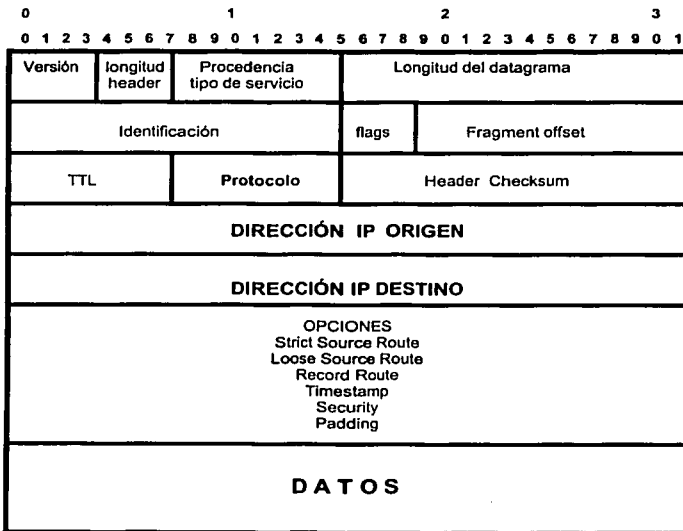 0 1 2 3
0 1 2 3 4 5 6 7 8 9 0 1 2 3 4 5 6 7 8 9 0 1 2 3 4 5 6 7 8 9 0 1
Versión longitud header Procedencia tipo de servicio Longitud del datagrama
Identificación flags Fragment offset
TTL Protocolo Header Checksum
DIRECCIÓN IP ORIGEN
DIRECCIÓN IP DESTINO
OPCIONES
Strict Source Route
Loose Source Route
Record Route
Timestamp
Security
Padding
DATOS